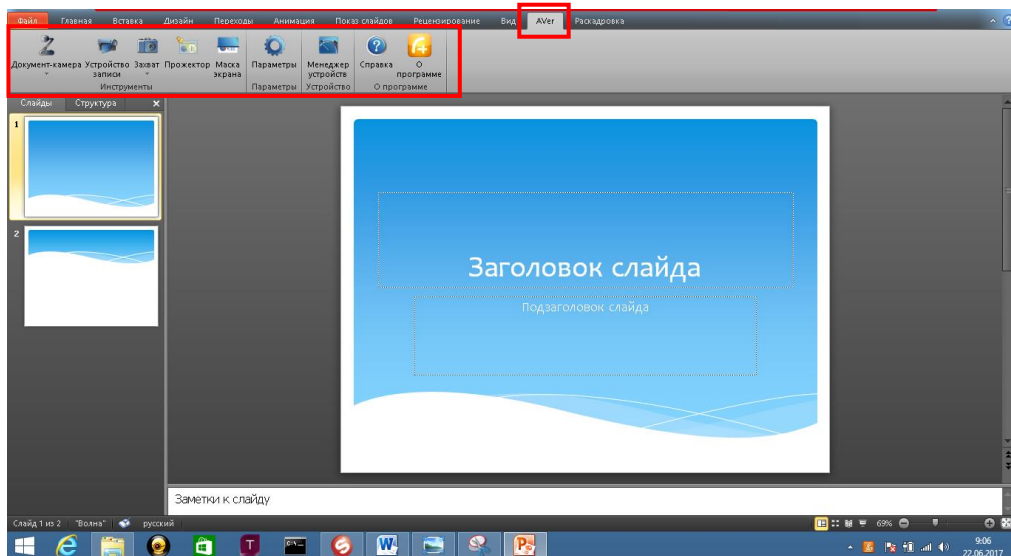 Файл Главная Вставка Дизайн Переходы Анимация Показ слайдов Рецензирование Вид AVer Раскадровка
Документ-камера Устройство записи Захват Прожектор Маска экрана Параметры Менеджер устройств Справка О программе
Инструменты Параметры Устройство О программе
Слайды Структура
1
2
Заголовок слайда
Подзаголовок слайда
Заметки к слайду
Слайд 1 из 2 "Волна" русский 69%
9:06
22.06.2017